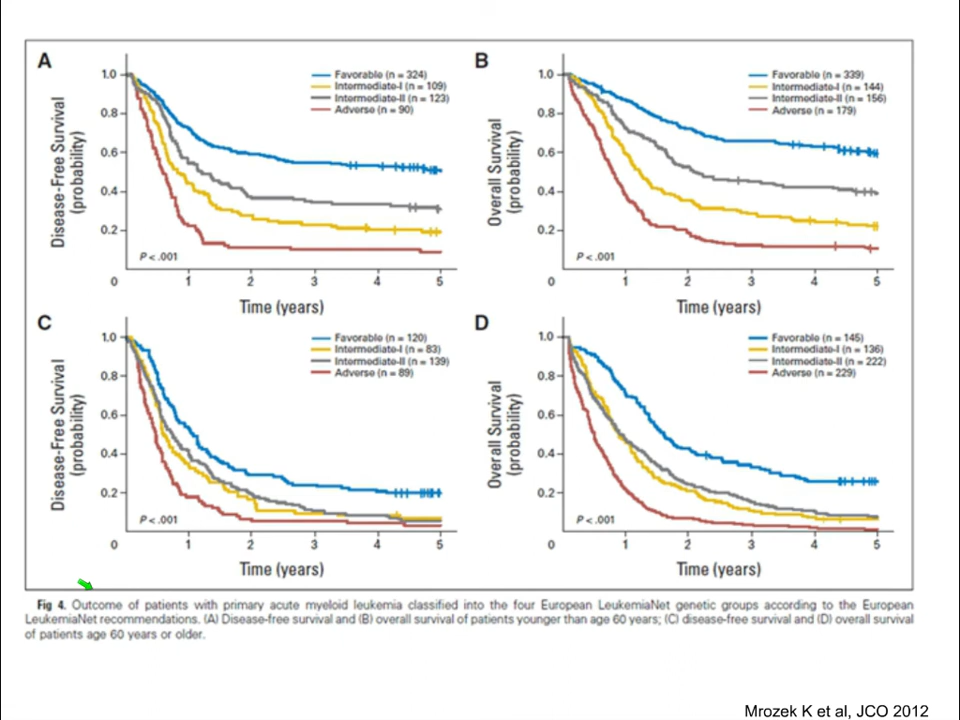 A
Disease-Free Survival
(probability)
1.0
0.8
0.6
0.4
0.2
0
1
2
3
4
5
Time (years)
Favorable (n = 324)
Intermediate-I (n = 109)
Intermediate-II (n = 123)
Adverse (n = 90)
P < .001
B
Overall Survival
(probability)
1.0
0.8
0.6
0.4
0.2
0
1
2
3
4
5
Time (years)
Favorable (n = 339)
Intermediate-I (n = 144)
Intermediate-II (n = 156)
Adverse (n = 179)
P < .001
C
Disease-Free Survival
(probability)
1.0
0.8
0.6
0.4
0.2
0
1
2
3
4
5
Time (years)
Favorable (n = 120)
Intermediate-I (n = 83)
Intermediate-II (n = 139)
Adverse (n = 89)
P < .001
D
Overall Survival
(probability)
1.0
0.8
0.6
0.4
0.2
0
1
2
3
4
5
Time (years)
Favorable (n = 145)
Intermediate-I (n = 136)
Intermediate-II (n = 222)
Adverse (n = 229)
P < .001
Fig 4. Outcome of patients with primary acute myeloid leukemia classified into the four European LeukemiaNet genetic groups according to the European
LeukemiaNet recommendations. (A) Disease-free survival and (B) overall survival of patients younger than age 60 years; (C) disease-free survival and (D) overall survival
of patients age 60 years or older.
Mrozek K et al, JCO 2012